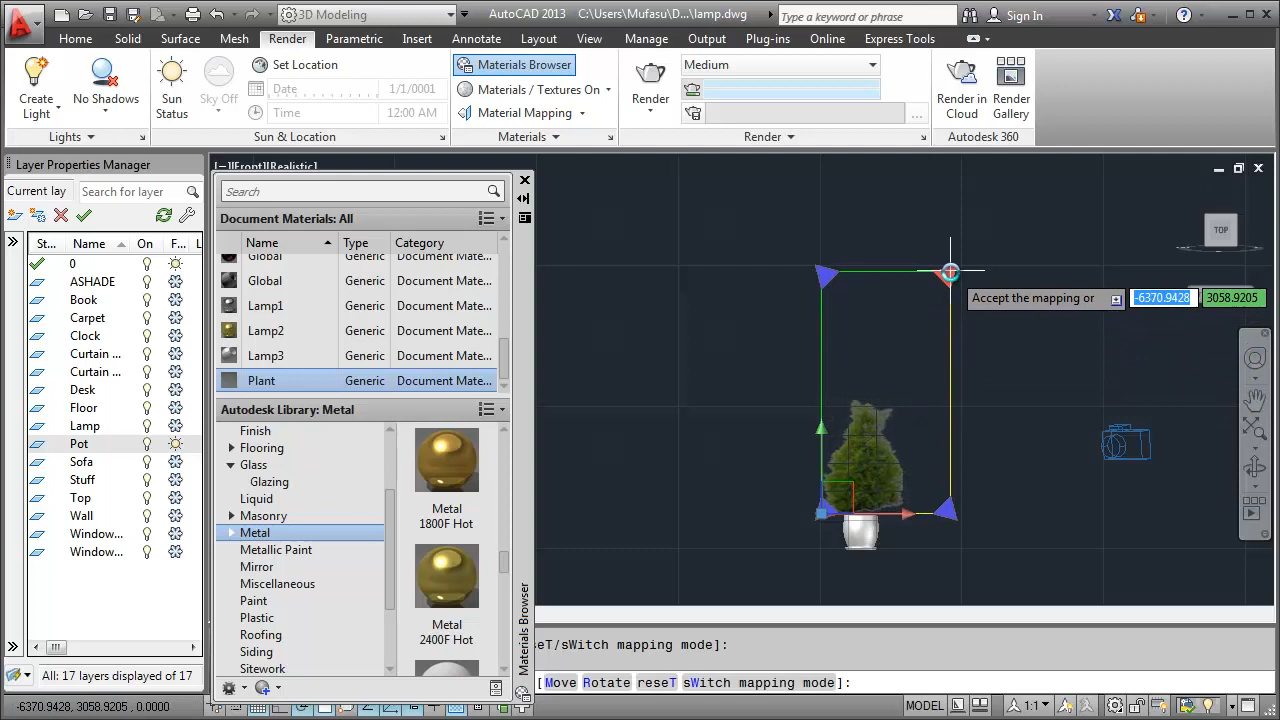 3D Modeling
AutoCAD 2013 C:\Users\Mufasu\D...\lamp.dwg
Type a keyword or phrase
Sign In
Home Solid Surface Mesh Render Parametric Insert Annotate Layout View Manage Output Plug-ins Online Express Tools
Create Light
No Shadows
Sun Status
Sky Off
Set Location
Date 1/1/0001
Time 12:00 AM
Materials Browser
Materials / Textures On
Material Mapping
Render
Medium
Render in Cloud
Render Gallery
Lights Sun & Location Materials Render Autodesk 360
Layer Properties Manager
Current lay
Search for layer
St... Name On F... L
0
ASHADE
Book
Carpet
Clock
Curtain ...
Curtain ...
Desk
Floor
Lamp
Pot
Sofa
Stuff
Top
Wall
Window...
Window...
All: 17 layers displayed of 17
[−][Front][Realistic]
Search
Document Materials: All
Name Type Category
Global Generic Document Mate...
Global Generic Document Mate...
Lamp1 Generic Document Mate...
Lamp2 Generic Document Mate...
Lamp3 Generic Document Mate...
Plant Generic Document Mate...
Autodesk Library: Metal
Finish
Flooring
Glass
Glazing
Liquid
Masonry
Metal
Metallic Paint
Mirror
Miscellaneous
Paint
Plastic
Roofing
Siding
Sitework
Metal
1800F Hot
Metal
2400F Hot
Materials Browser
TOP
Accept the mapping or -6370.9428 3058.9205
eseT/sWitch mapping mode]:
[Move Rotate reseT sWitch mapping mode]:
-6370.9428, 3058.9205, 0.0000
MODEL
1:1